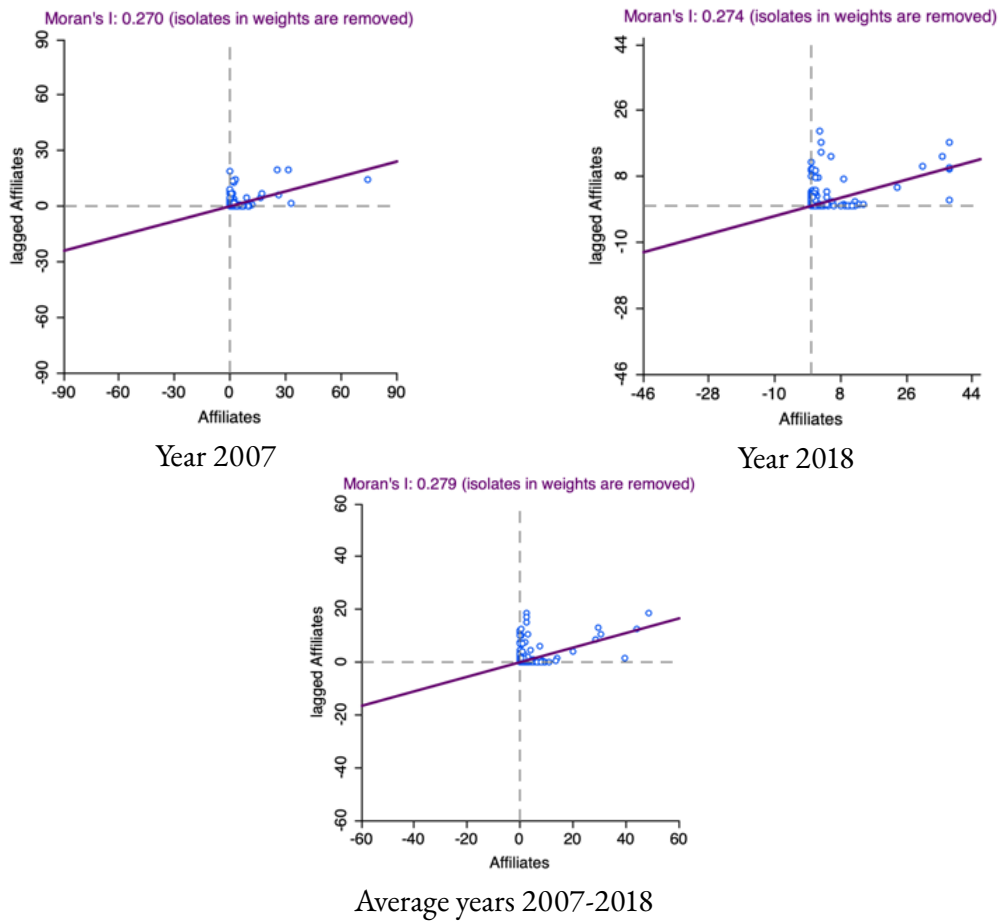 Moran's I: 0.270 (isolates in weights are removed)
90
60
30
0
-30
-60
-90
lagged Affiliates
-90 -60 -30 0 30 60 90
Affiliates
Year 2007
Moran's I: 0.274 (isolates in weights are removed)
44
26
8
-10
-28
-46
lagged Affiliates
-46 -28 -10 8 26 44
Affiliates
Year 2018
Moran's I: 0.279 (isolates in weights are removed)
60
40
20
0
-20
-40
-60
lagged Affiliates
-60 -40 -20 0 20 40 60
Affiliates
Average years 2007-2018